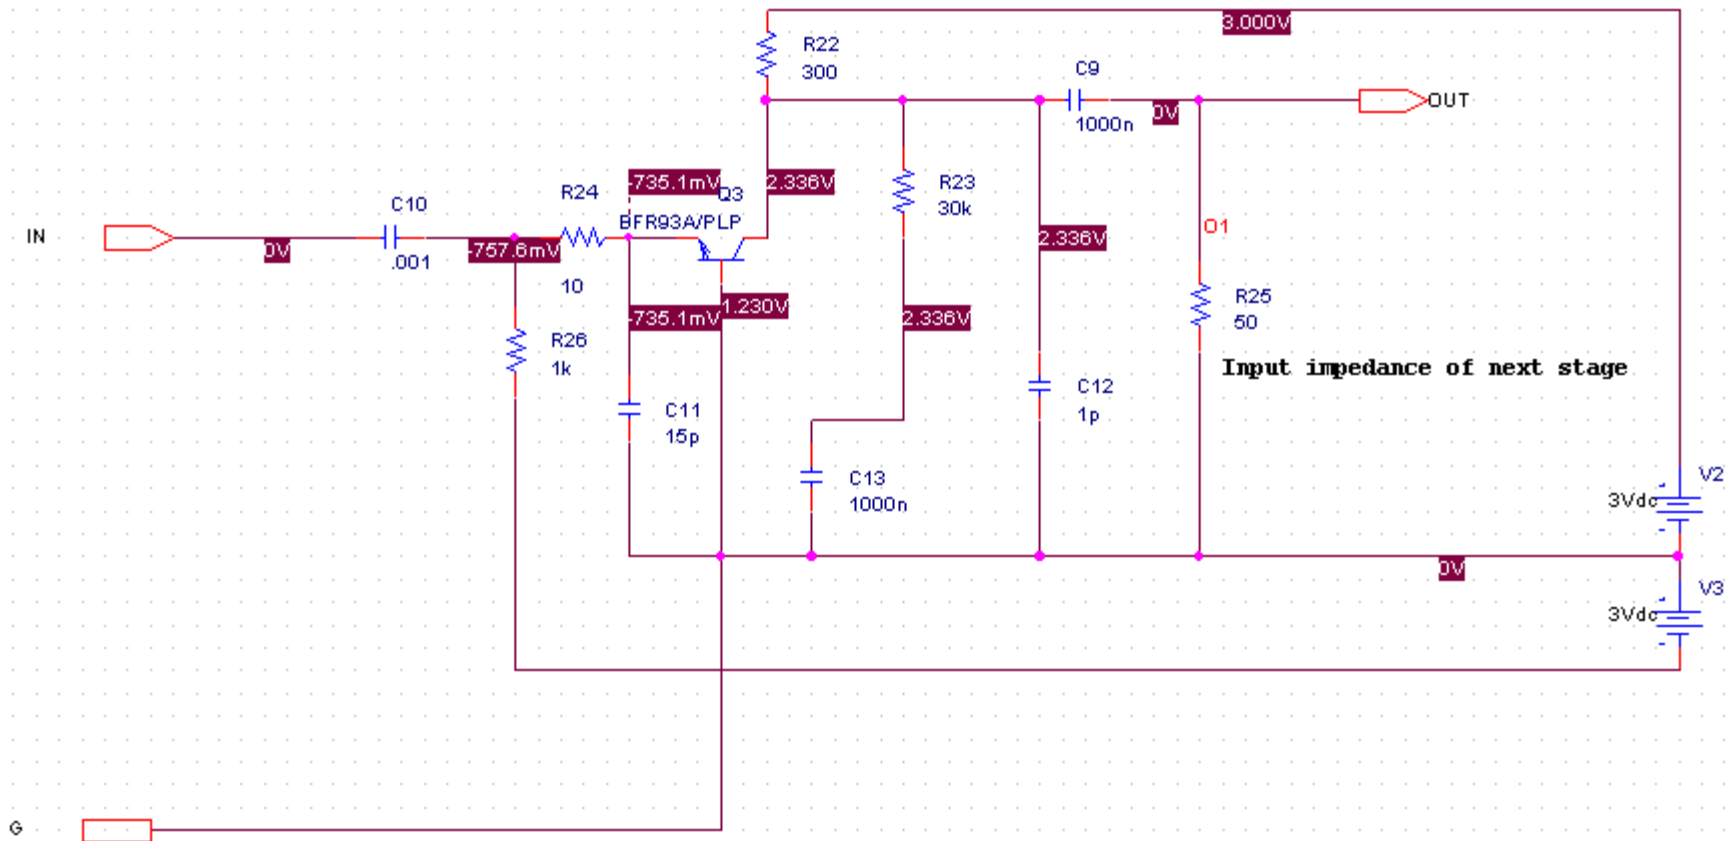 3.000V
R22
300
C9
1000n
0V
OUT
-735.1mV
Q3
2.336V
R24
BFR93A/PLP
R23
30k
C10
IN
0V
.001
-757.6mV
10
2.336V
O1
-735.1mV
1.230V
2.336V
R25
50
R26
1k
Input impedance of next stage
C11
15p
C12
1p
C13
1000n
V2
3Vdc
0V
V3
3Vdc
G